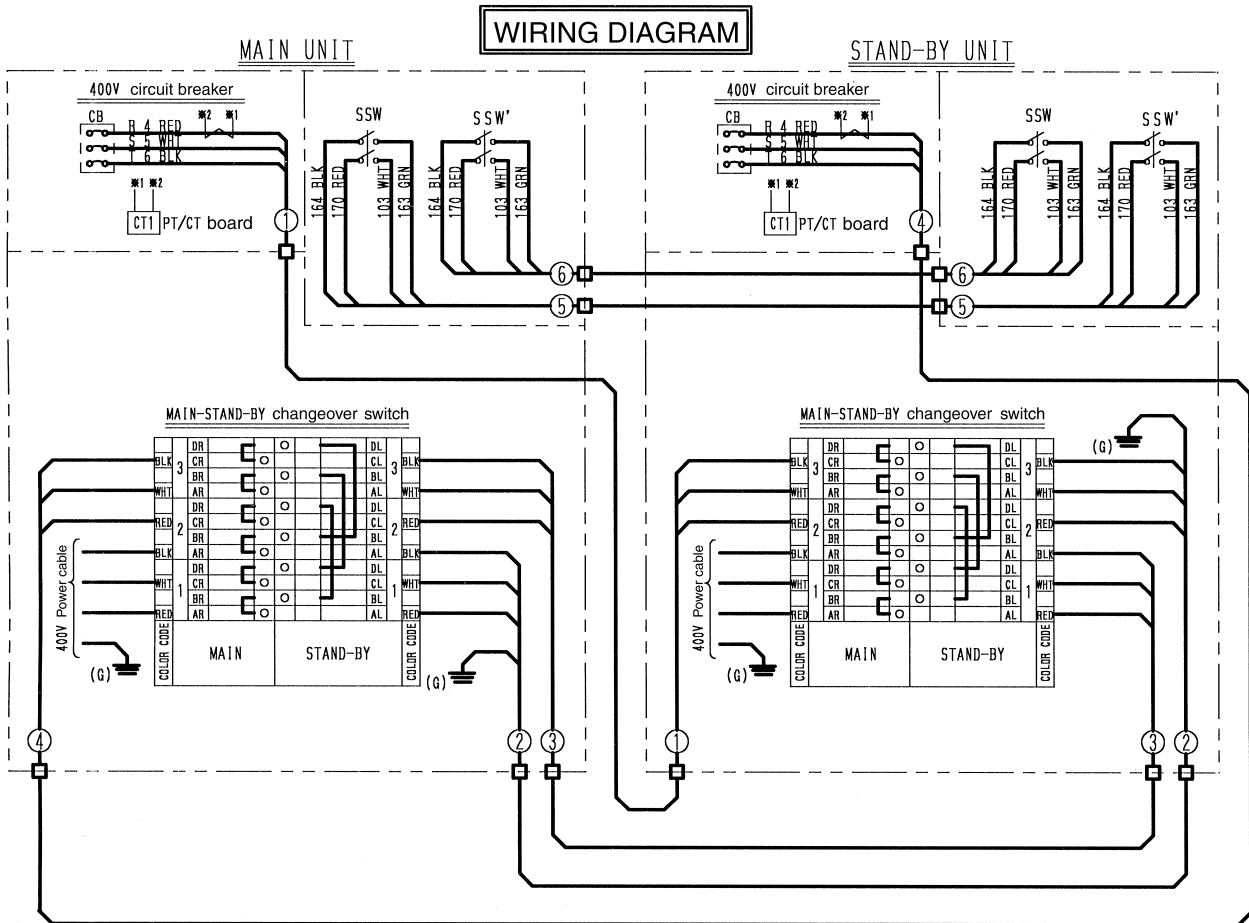 WIRING DIAGRAM
MAIN UNIT
STAND-BY UNIT
400V circuit breaker
CB
R 4 RED
S 5 WHT
T 6 BLK
※2 ※1
※1 ※2
CT1 PT/CT board
1
SSW
164 BLK
170 RED
103 WHT
163 GRN
SSW'
164 BLK
170 RED
103 WHT
163 GRN
6
5
400V circuit breaker
CB
R 4 RED
S 5 WHT
T 6 BLK
※2 ※1
※1 ※2
CT1 PT/CT board
4
SSW
164 BLK
170 RED
103 WHT
163 GRN
SSW'
164 BLK
170 RED
103 WHT
163 GRN
6
5
MAIN-STAND-BY changeover switch
DR DL
BLK 3 CR CL 3 BLK
BR BL
WHT AR AL WHT
DR DL
RED 2 CR CL 2 RED
BR BL
BLK AR AL BLK
DR DL
WHT 1 CR CL 1 WHT
BR BL
RED AR AL RED
COLOR CODE
MAIN
STAND-BY
COLOR CODE
400V Power cable
(G)
(G)
4
2
3
MAIN-STAND-BY changeover switch
(G)
DR DL
BLK 3 CR CL 3 BLK
BR BL
WHT AR AL WHT
DR DL
RED 2 CR CL 2 RED
BR BL
BLK AR AL BLK
DR DL
WHT 1 CR CL 1 WHT
BR BL
RED AR AL RED
COLOR CODE
MAIN
STAND-BY
COLOR CODE
400V Power cable
(G)
1
3
2